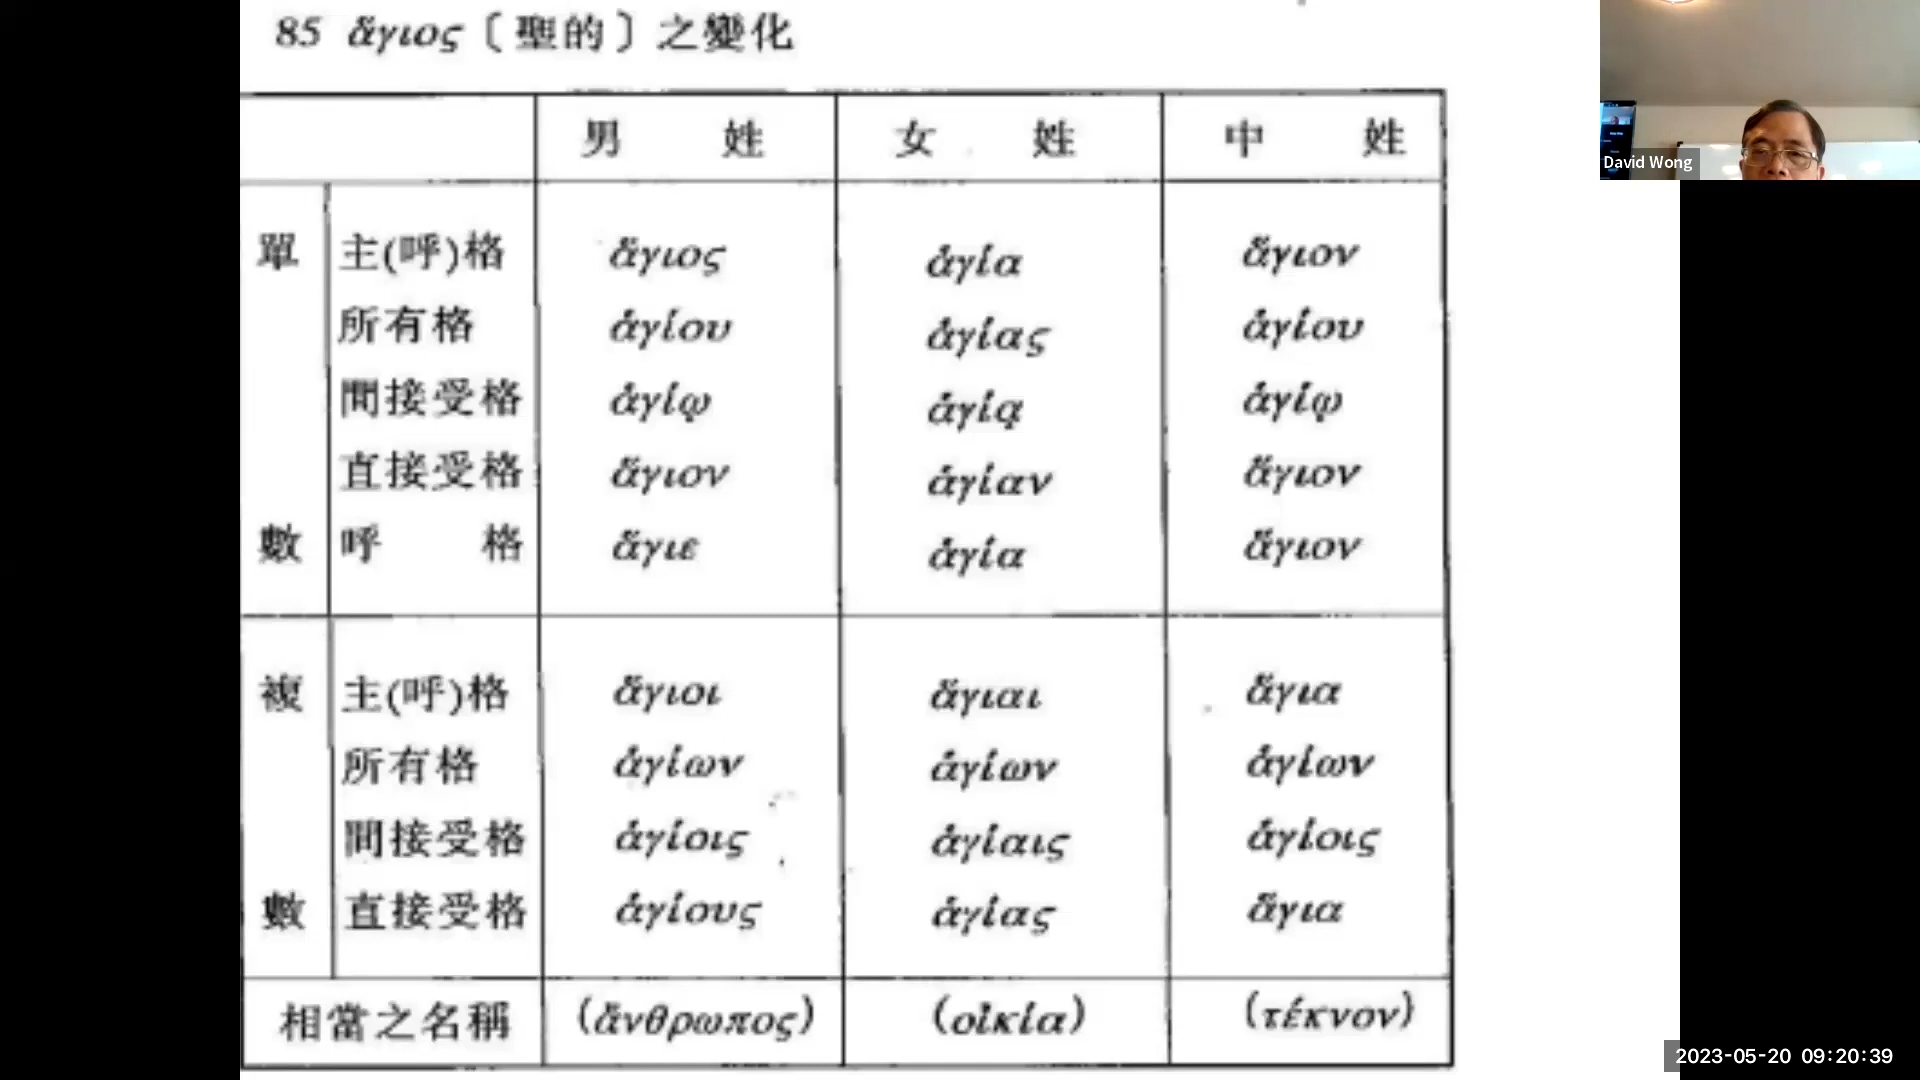 85 ἅγιος〔聖的〕之變化
男姓 女姓 中姓
單 主(呼)格 ἅγιος ἁγία ἅγιον
所有格 ἁγίου ἁγίας ἁγίου
間接受格 ἁγίῳ ἁγίᾳ ἁγίῳ
直接受格 ἅγιον ἁγίαν ἅγιον
數 呼格 ἅγιε ἁγία ἅγιον
複 主(呼)格 ἅγιοι ἅγιαι ἅγια
所有格 ἁγίων ἁγίων ἁγίων
間接受格 ἁγίοις ἁγίαις ἁγίοις
數 直接受格 ἁγίους ἁγίας ἅγια
相當之名稱 (ἄνθρωπος) (οἰκία) (τέκνον)
David Wong
2023-05-20 09:20:39